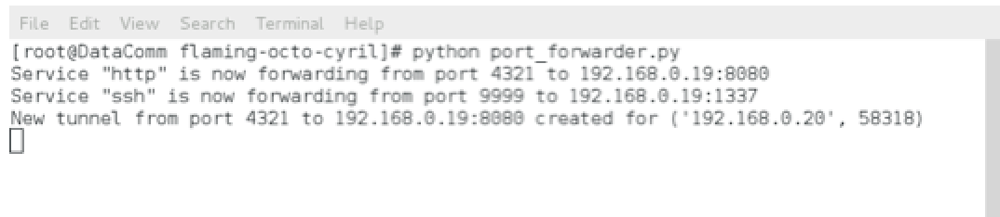 File Edit View Search Terminal Help
[root@DataComm flaming-octo-cyril]# python port_forwarder.py
Service "http" is now forwarding from port 4321 to 192.168.0.19:8080
Service "ssh" is now forwarding from port 9999 to 192.168.0.19:1337
New tunnel from port 4321 to 192.168.0.19:8080 created for ('192.168.0.20', 58318)